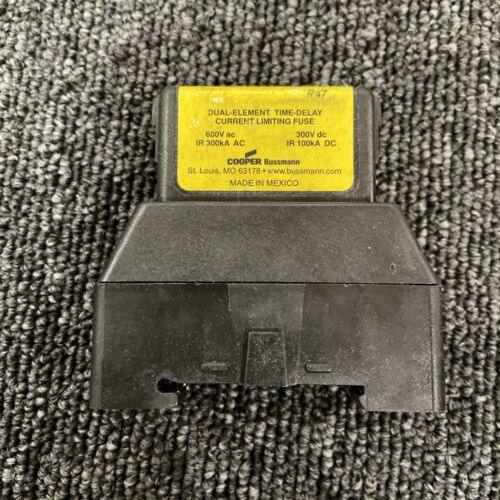 R47
DUAL-ELEMENT TIME-DELAY
CURRENT LIMITING FUSE
600V ac 300V dc
IR 300kA AC IR 100kA DC
COOPER Bussmann
St. Louis, MO 63178 • www.bussmann.com
MADE IN MEXICO